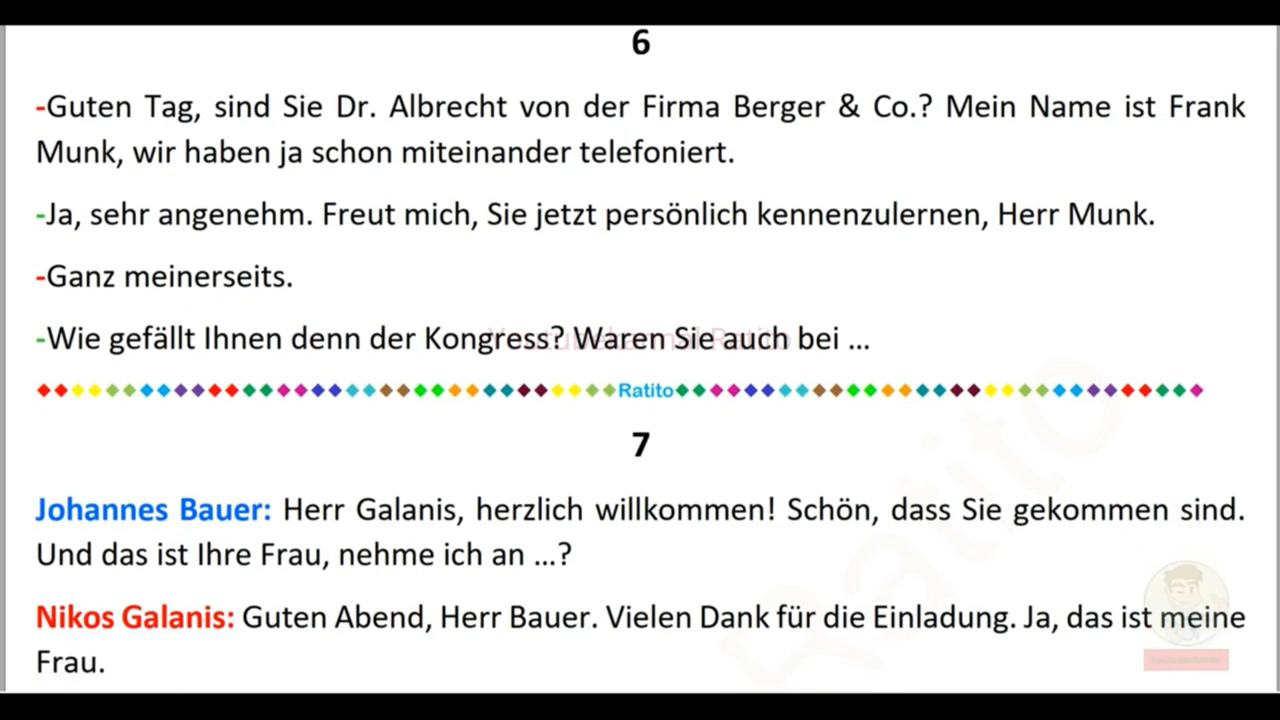 6
-Guten Tag, sind Sie Dr. Albrecht von der Firma Berger & Co.? Mein Name ist Frank
Munk, wir haben ja schon miteinander telefoniert.
-Ja, sehr angenehm. Freut mich, Sie jetzt persönlich kennenzulernen, Herr Munk.
-Ganz meinerseits.
-Wie gefällt Ihnen denn der Kongress? Waren Sie auch bei ...
Ratito
7
Johannes Bauer: Herr Galanis, herzlich willkommen! Schön, dass Sie gekommen sind.
Und das ist Ihre Frau, nehme ich an ...?
Nikos Galanis: Guten Abend, Herr Bauer. Vielen Dank für die Einladung. Ja, das ist meine
Frau.
Ratito